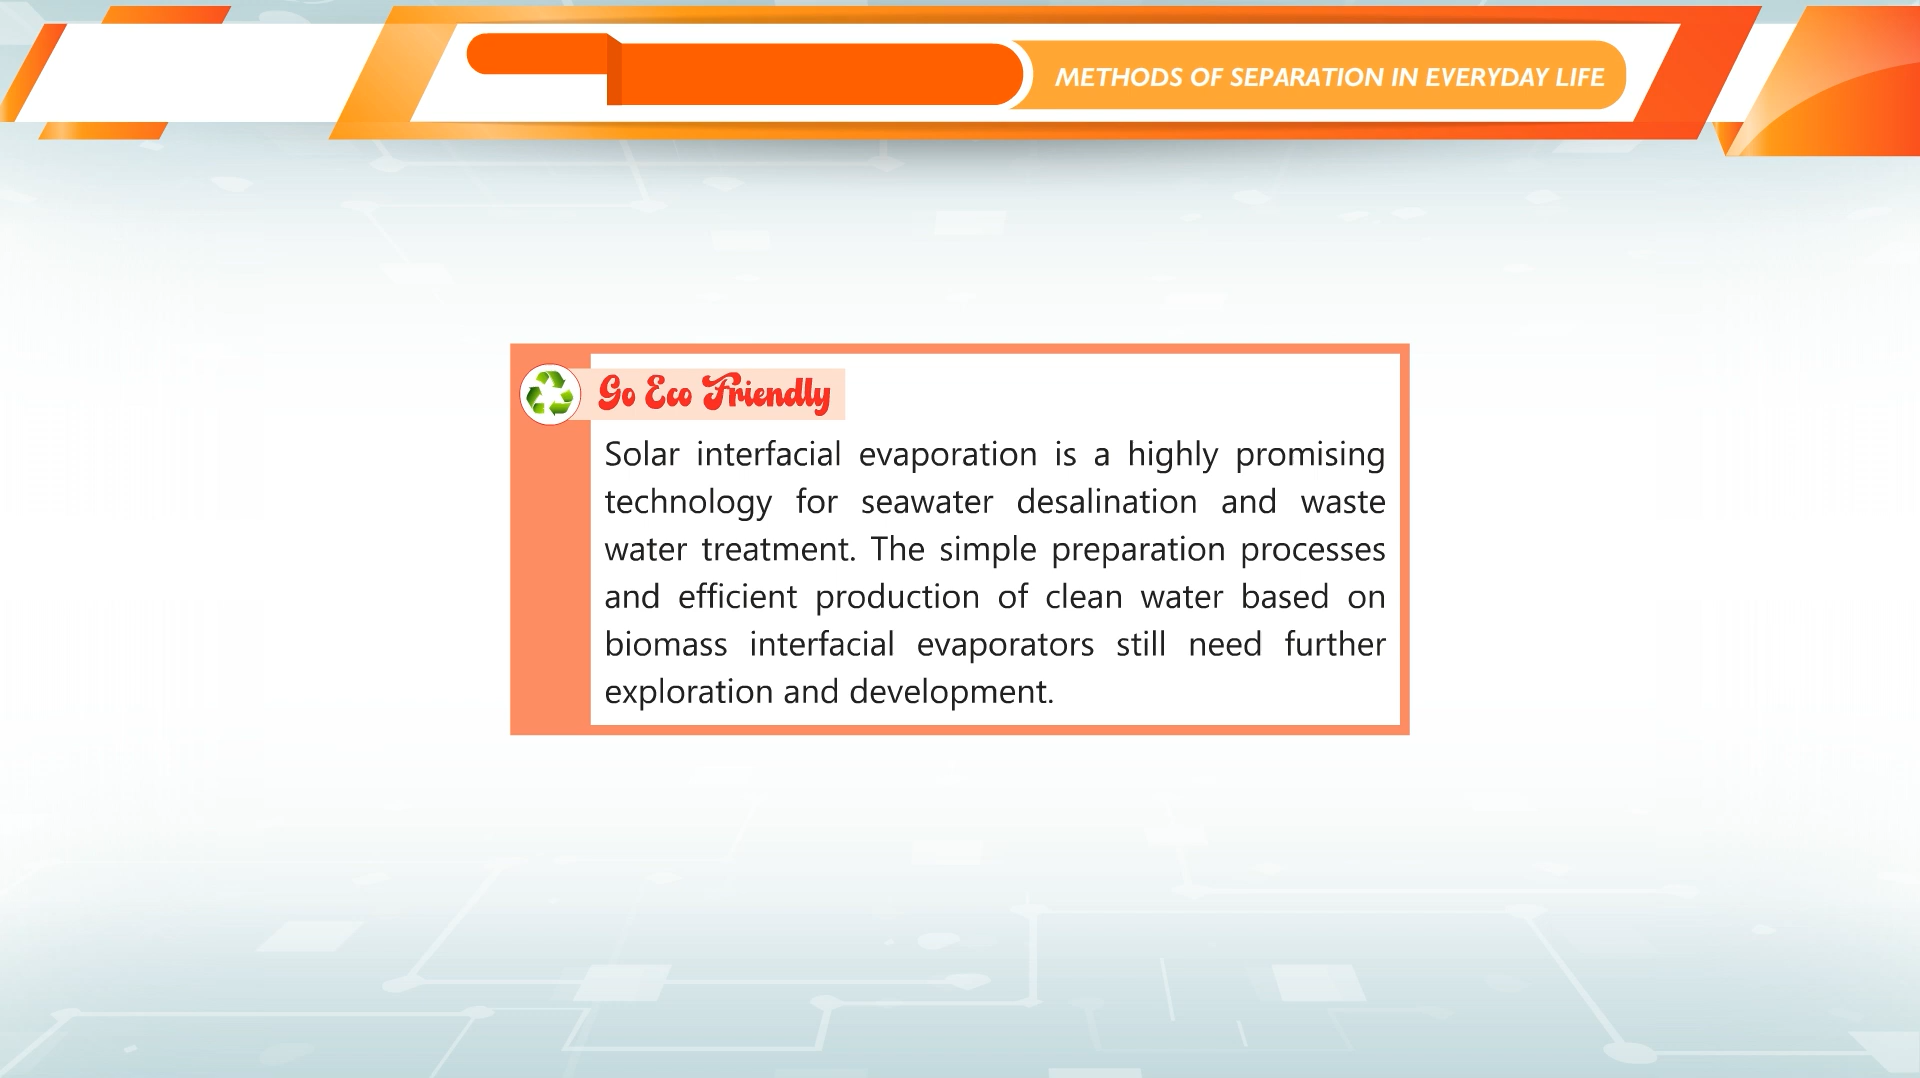 METHODS OF SEPARATION IN EVERYDAY LIFE
Go Eco Friendly
Solar interfacial evaporation is a highly promising
technology for seawater desalination and waste
water treatment. The simple preparation processes
and efficient production of clean water based on
biomass interfacial evaporators still need further
exploration and development.